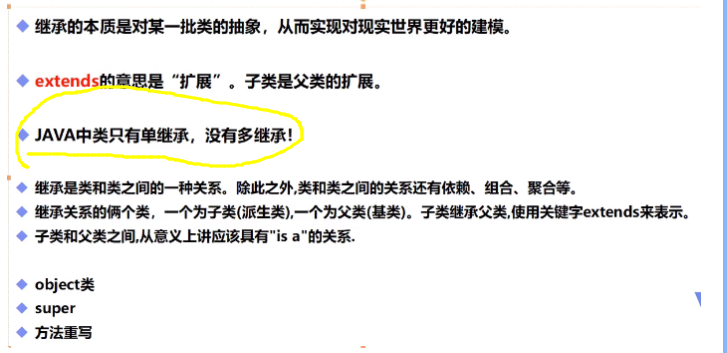 继承的本质是对某一批类的抽象，从而实现对现实世界更好的建模。
extends的意思是“扩展”。子类是父类的扩展。
JAVA中类只有单继承，没有多继承！
继承是类和类之间的一种关系。除此之外,类和类之间的关系还有依赖、组合、聚合等。
继承关系的俩个类，一个为子类(派生类),一个为父类(基类)。子类继承父类,使用关键字extends来表示。
子类和父类之间,从意义上讲应该具有"is a"的关系.
object类
super
方法重写